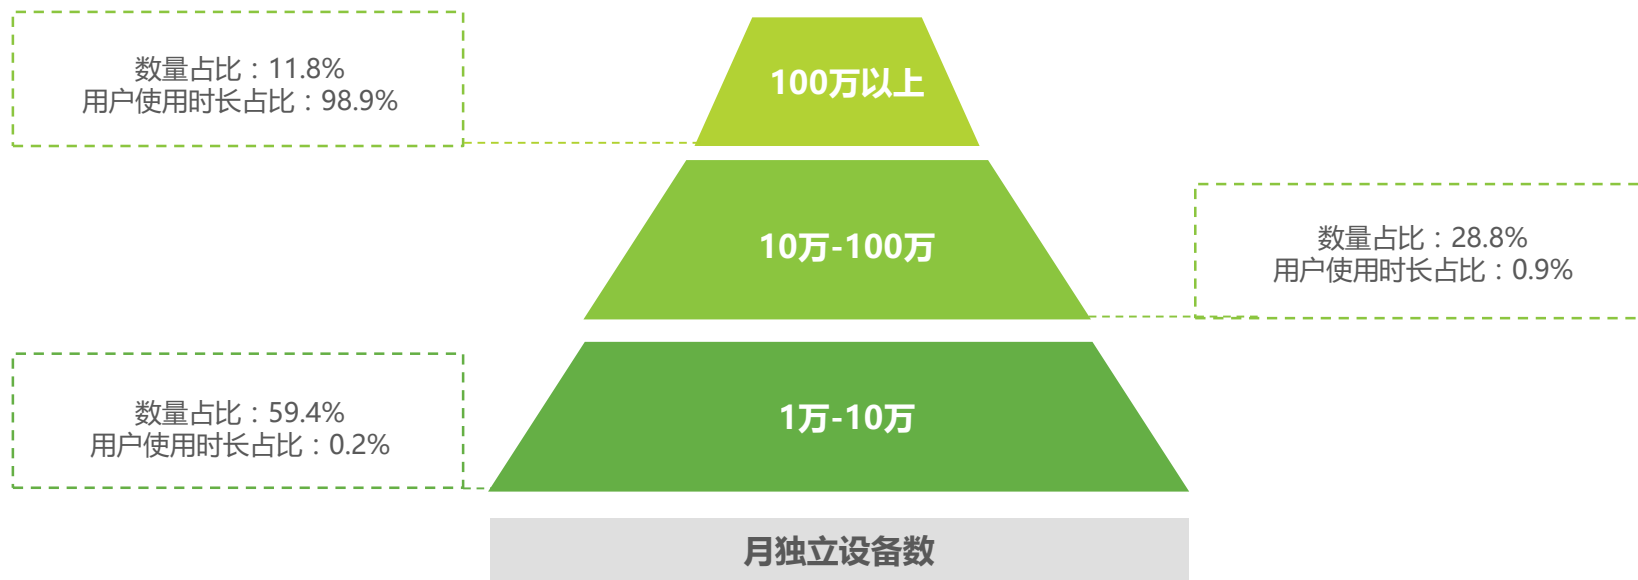 数量占比：11.8%
用户使用时长占比：98.9%
100万以上
10万-100万
数量占比：28.8%
用户使用时长占比：0.9%
数量占比：59.4%
用户使用时长占比：0.2%
1万-10万
月独立设备数